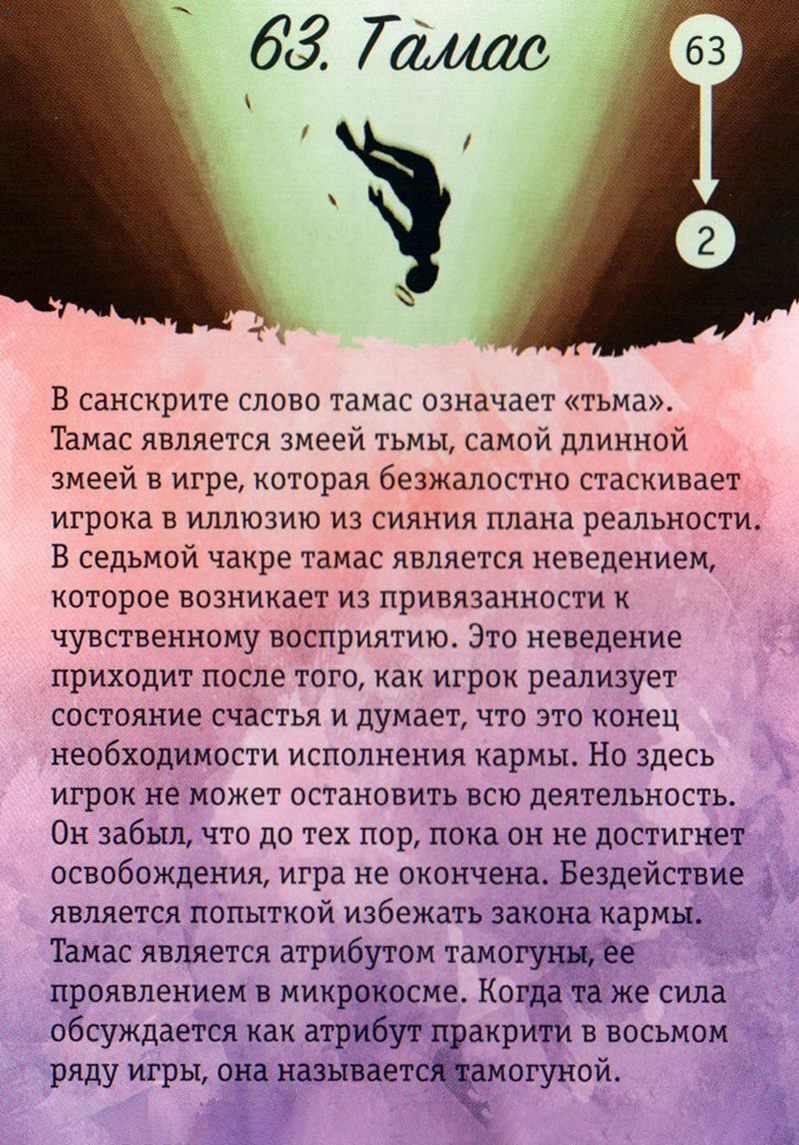 63. Тамас
63
2
В санскрите слово тамас означает «тьма».
Тамас является змеей тьмы, самой длинной
змеей в игре, которая безжалостно стаскивает
игрока в иллюзию из сияния плана реальности.
В седьмой чакре тамас является неведением,
которое возникает из привязанности к
чувственному восприятию. Это неведение
приходит после того, как игрок реализует
состояние счастья и думает, что это конец
необходимости исполнения кармы. Но здесь
игрок не может остановить всю деятельность.
Он забыл, что до тех пор, пока он не достигнет
освобождения, игра не окончена. Бездействие
является попыткой избежать закона кармы.
Тамас является атрибутом тамогуны, ее
проявлением в микрокосме. Когда та же сила
обсуждается как атрибут пракрити в восьмом
ряду игры, она называется тамогуной.